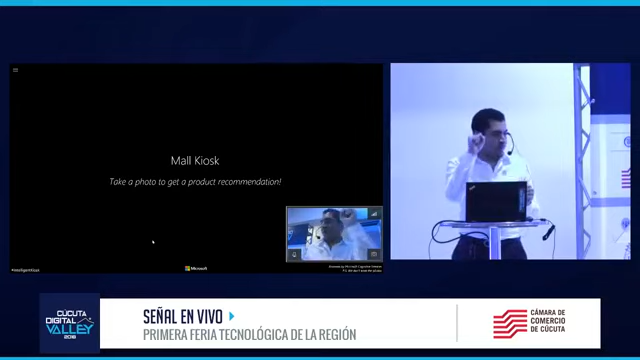 Mall Kiosk
Take a photo to get a product recommendation!
Microsoft
CÚCUTA
DIGITAL
VALLEY
2018
SEÑAL EN VIVO
PRIMERA FERIA TECNOLÓGICA DE LA REGIÓN
CÁMARA DE
COMERCIO
DE CÚCUTA